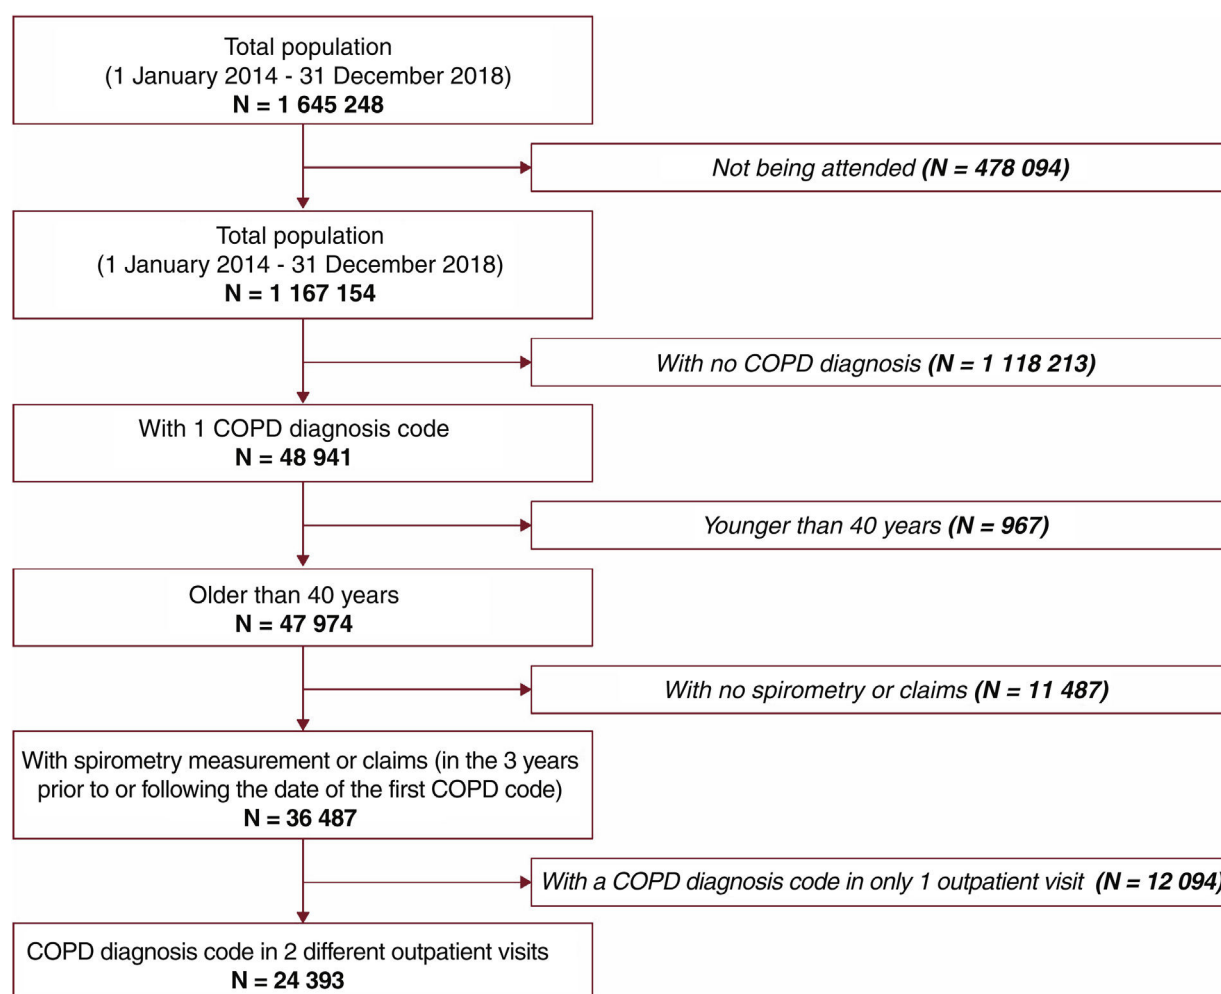 Total population
(1 January 2014 - 31 December 2018)
N = 1 645 248
Not being attended (N = 478 094)
Total population
(1 January 2014 - 31 December 2018)
N = 1 167 154
With no COPD diagnosis (N = 1 118 213)
With 1 COPD diagnosis code
N = 48 941
Younger than 40 years (N = 967)
Older than 40 years
N = 47 974
With no spirometry or claims (N = 11 487)
With spirometry measurement or claims (in the 3 years
prior to or following the date of the first COPD code)
N = 36 487
With a COPD diagnosis code in only 1 outpatient visit (N = 12 094)
COPD diagnosis code in 2 different outpatient visits
N = 24 393